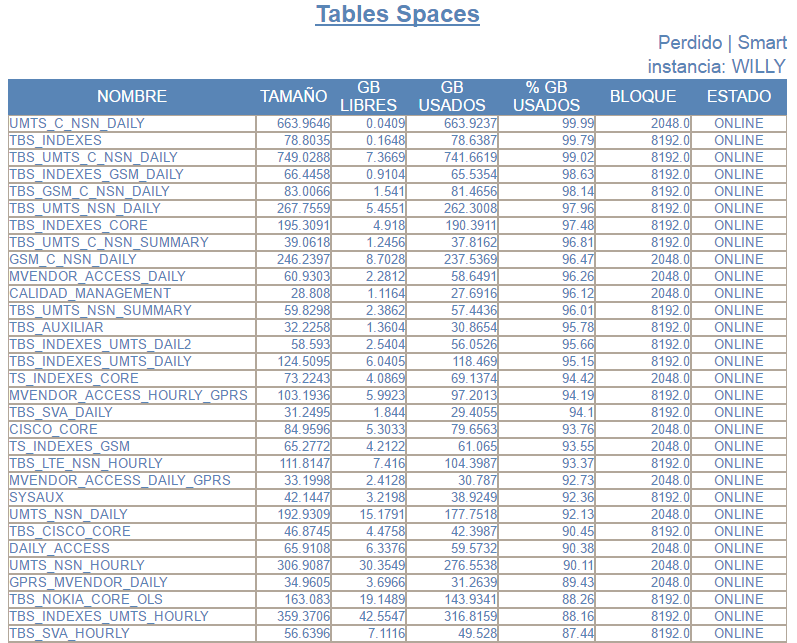 Tables Spaces
Perdido | Smart
instancia: WILLY
NOMBRE TAMAÑO GB LIBRES GB USADOS % GB USADOS BLOQUE ESTADO
UMTS_C_NSN_DAILY 663.9646 0.0409 663.9237 99.99 2048.0 ONLINE
TBS_INDEXES 78.8035 0.1648 78.6387 99.79 8192.0 ONLINE
TBS_UMTS_C_NSN_DAILY 749.0288 7.3669 741.6619 99.02 8192.0 ONLINE
TBS_INDEXES_GSM_DAILY 66.4458 0.9104 65.5354 98.63 8192.0 ONLINE
TBS_GSM_C_NSN_DAILY 83.0066 1.541 81.4656 98.14 8192.0 ONLINE
TBS_UMTS_NSN_DAILY 267.7559 5.4551 262.3008 97.96 8192.0 ONLINE
TBS_INDEXES_CORE 195.3091 4.918 190.3911 97.48 8192.0 ONLINE
TBS_UMTS_C_NSN_SUMMARY 39.0618 1.2456 37.8162 96.81 8192.0 ONLINE
GSM_C_NSN_DAILY 246.2397 8.7028 237.5369 96.47 2048.0 ONLINE
MVENDOR_ACCESS_DAILY 60.9303 2.2812 58.6491 96.26 2048.0 ONLINE
CALIDAD_MANAGEMENT 28.808 1.1164 27.6916 96.12 2048.0 ONLINE
TBS_UMTS_NSN_SUMMARY 59.8298 2.3862 57.4436 96.01 8192.0 ONLINE
TBS_AUXILIAR 32.2258 1.3604 30.8654 95.78 8192.0 ONLINE
TBS_INDEXES_UMTS_DAIL2 58.593 2.5404 56.0526 95.66 8192.0 ONLINE
TBS_INDEXES_UMTS_DAILY 124.5095 6.0405 118.469 95.15 8192.0 ONLINE
TS_INDEXES_CORE 73.2243 4.0869 69.1374 94.42 2048.0 ONLINE
MVENDOR_ACCESS_HOURLY_GPRS 103.1936 5.9923 97.2013 94.19 8192.0 ONLINE
TBS_SVA_DAILY 31.2495 1.844 29.4055 94.1 8192.0 ONLINE
CISCO_CORE 84.9596 5.3033 79.6563 93.76 2048.0 ONLINE
TS_INDEXES_GSM 65.2772 4.2122 61.065 93.55 2048.0 ONLINE
TBS_LTE_NSN_HOURLY 111.8147 7.416 104.3987 93.37 8192.0 ONLINE
MVENDOR_ACCESS_DAILY_GPRS 33.1998 2.4128 30.787 92.73 2048.0 ONLINE
SYSAUX 42.1447 3.2198 38.9249 92.36 8192.0 ONLINE
UMTS_NSN_DAILY 192.9309 15.1791 177.7518 92.13 2048.0 ONLINE
TBS_CISCO_CORE 46.8745 4.4758 42.3987 90.45 8192.0 ONLINE
DAILY_ACCESS 65.9108 6.3376 59.5732 90.38 2048.0 ONLINE
UMTS_NSN_HOURLY 306.9087 30.3549 276.5538 90.11 2048.0 ONLINE
GPRS_MVENDOR_DAILY 34.9605 3.6966 31.2639 89.43 2048.0 ONLINE
TBS_NOKIA_CORE_OLS 163.083 19.1489 143.9341 88.26 8192.0 ONLINE
TBS_INDEXES_UMTS_HOURLY 359.3706 42.5547 316.8159 88.16 8192.0 ONLINE
TBS_SVA_HOURLY 56.6396 7.1116 49.528 87.44 8192.0 ONLINE